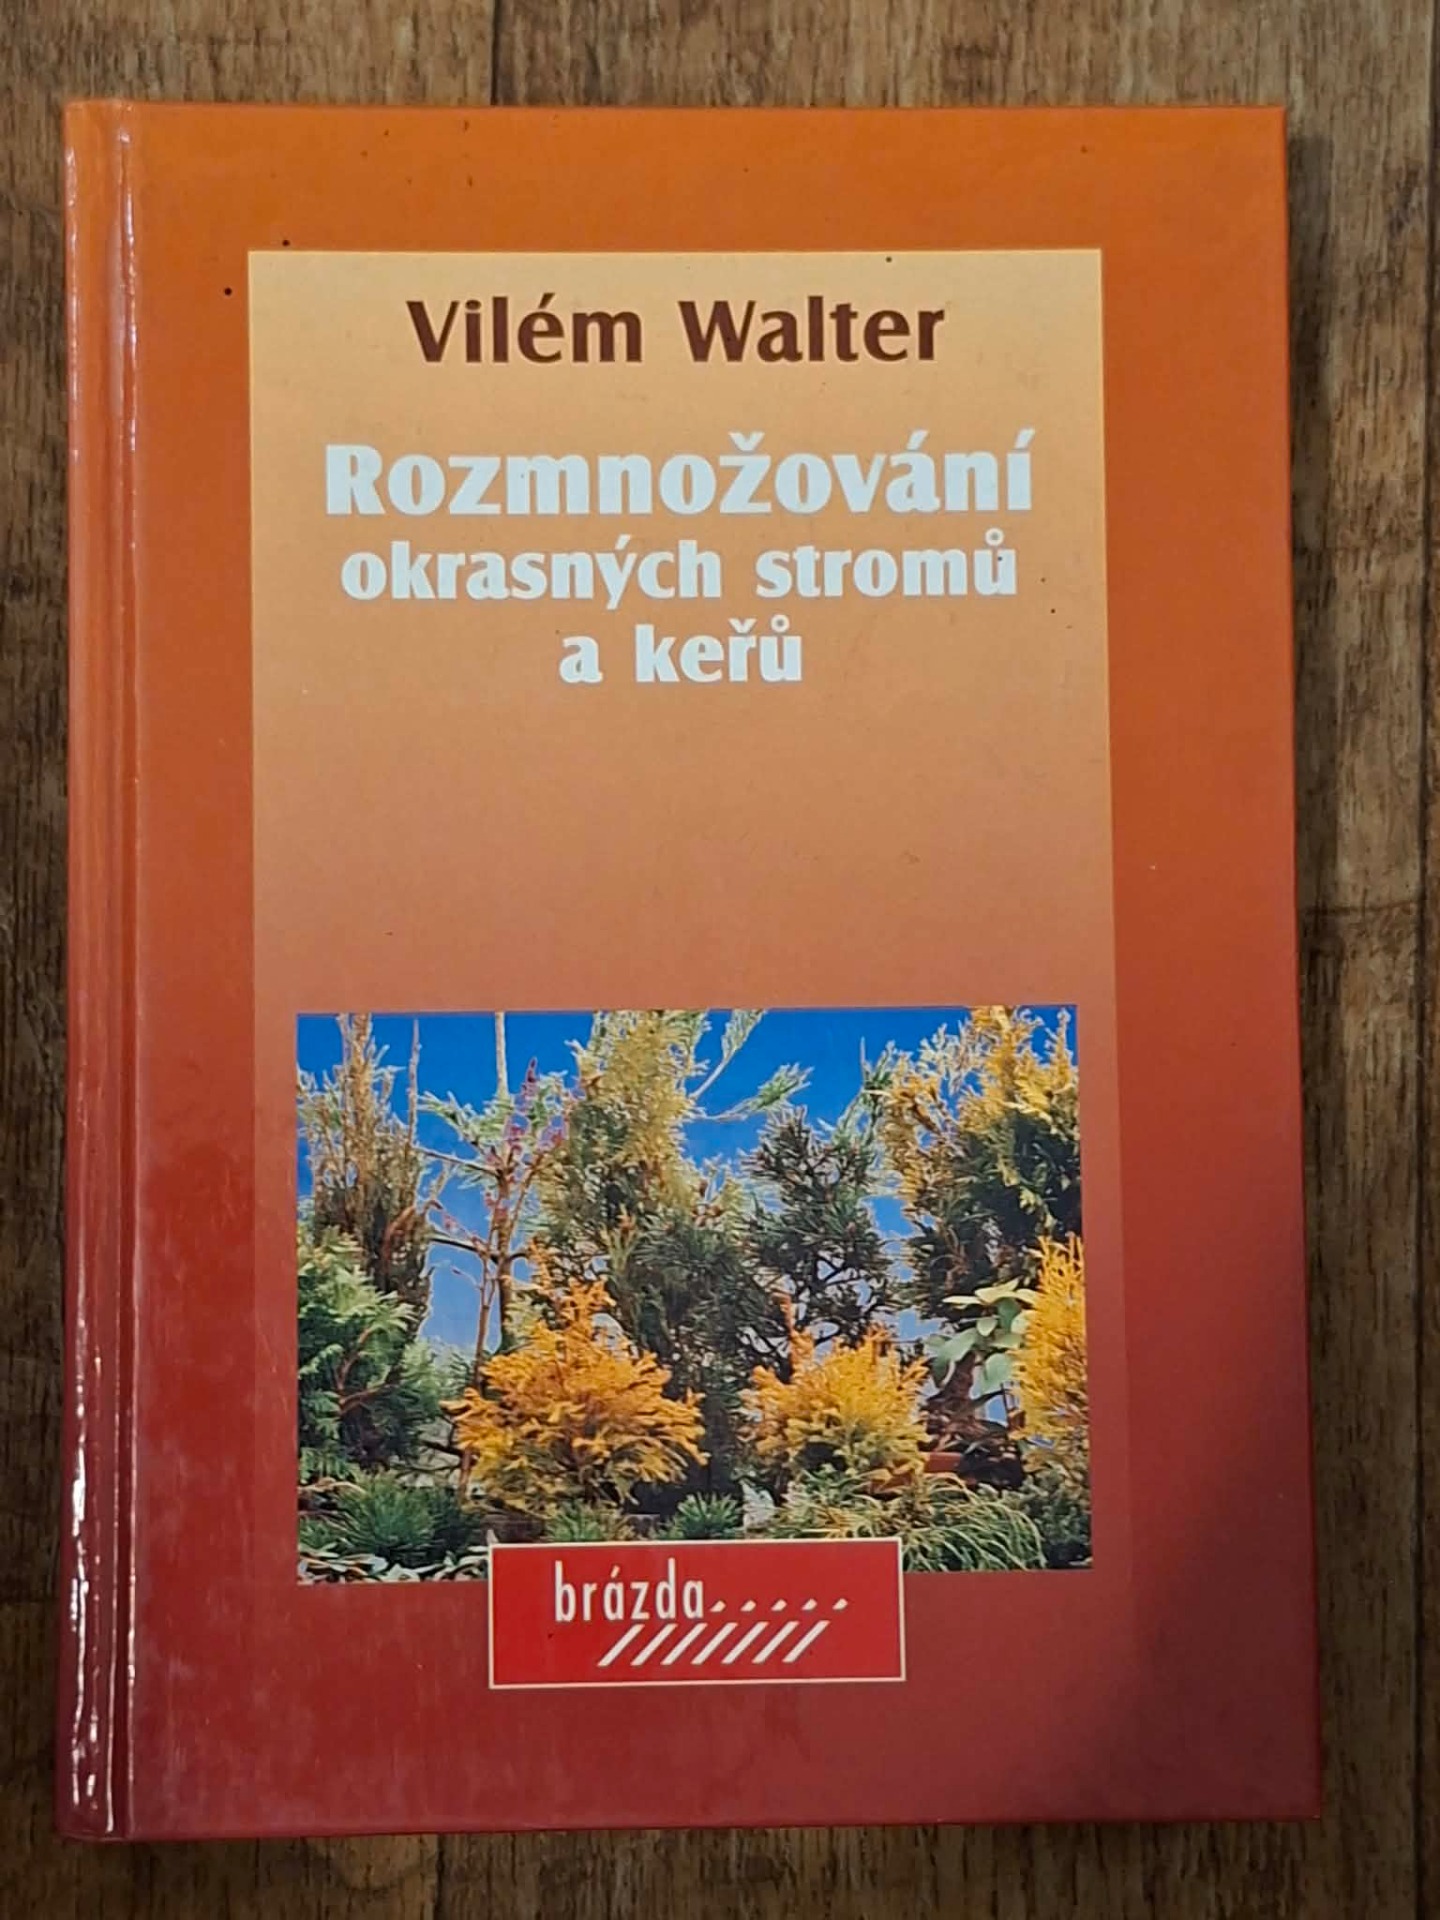 Vilém Walter
Rozmnožování
okrasných stromů
a keřů
brázda